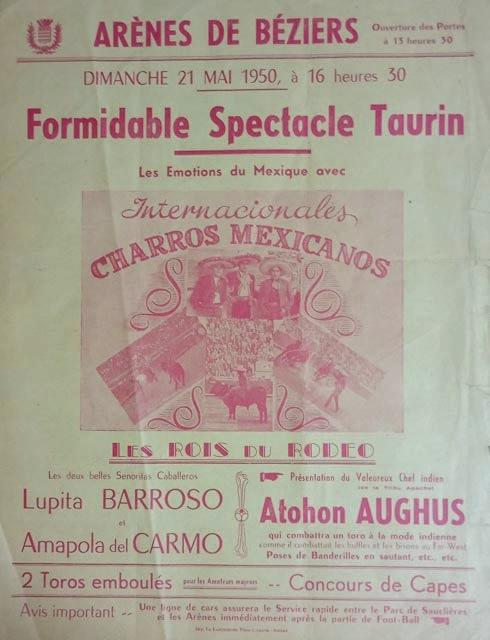 ARÈNES DE BÉZIERS
Ouverture des Portes
à 15 heures 30
DIMANCHE 21 MAI 1950, à 16 heures 30
Formidable Spectacle Taurin
Les Emotions du Mexique avec
Internacionales
CHARROS MEXICANOS
LES ROIS DU RODEO
Les deux belles Senoritas Caballeros
Lupita BARROSO
et
Amapola del CARMO
Présentation du Valeureux Chef indien
(de la Tribu Apache)
Atohon AUGHUS
qui combattra un toro à la mode indienne
comme il combattait les buffles et les bisons au Far-West
Poses de Banderilles en sautant, etc., etc.
2 Toros emboulés pour les Amateurs majeurs -- Concours de Capes
Avis important -- Une ligne de cars assurera le Service rapide entre le Parc de Sauclières
et les Arènes immédiatement après la partie de Foot-Ball